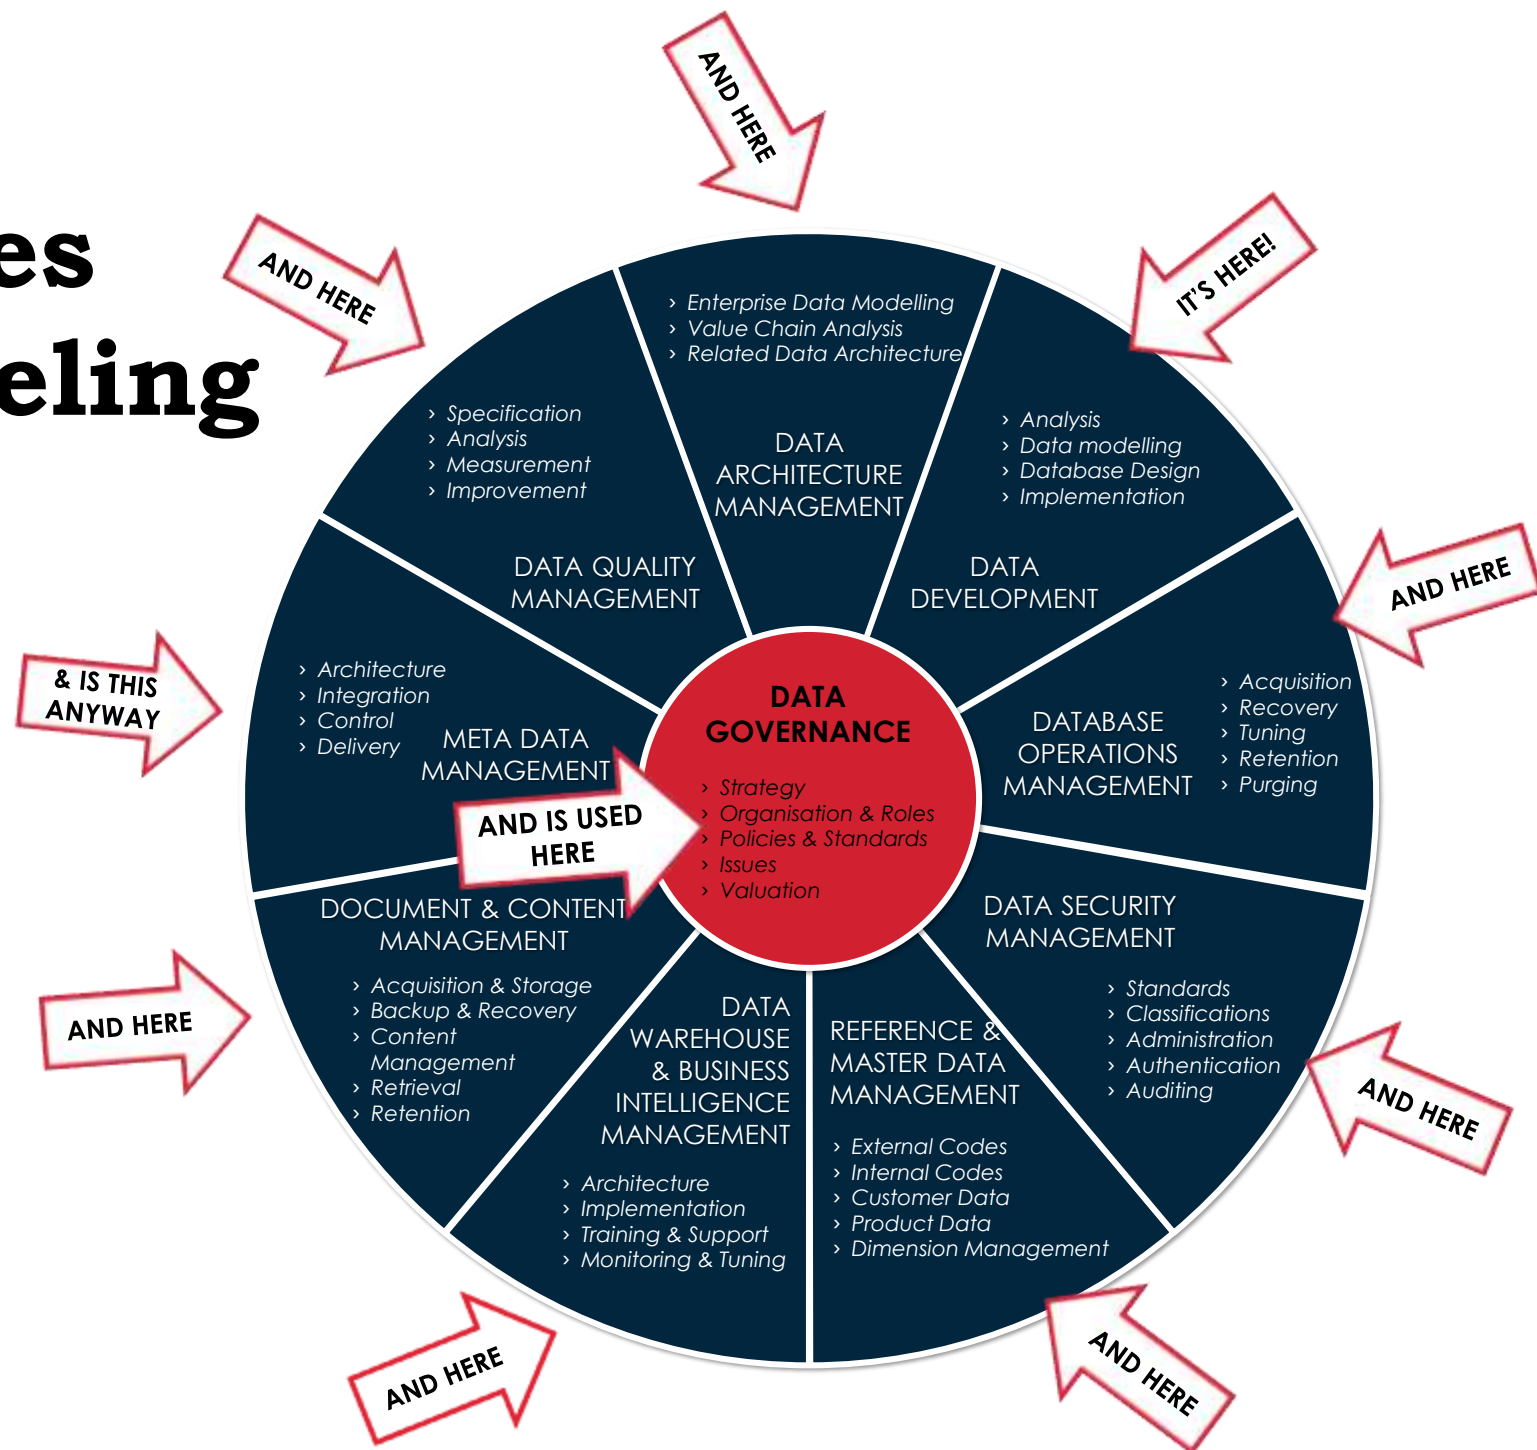 es
eling
AND HERE
IT'S HERE!
AND HERE
AND HERE
AND HERE
AND HERE
AND HERE
& IS THIS
ANYWAY
AND HERE
› Enterprise Data Modelling
› Value Chain Analysis
› Related Data Architecture
DATA
ARCHITECTURE
MANAGEMENT
› Analysis
› Data modelling
› Database Design
› Implementation
DATA
DEVELOPMENT
› Acquisition
› Recovery
› Tuning
› Retention
› Purging
DATABASE
OPERATIONS
MANAGEMENT
DATA SECURITY
MANAGEMENT
› Standards
› Classifications
› Administration
› Authentication
› Auditing
REFERENCE &
MASTER DATA
MANAGEMENT
› External Codes
› Internal Codes
› Customer Data
› Product Data
› Dimension Management
DATA
WAREHOUSE
& BUSINESS
INTELLIGENCE
MANAGEMENT
› Architecture
› Implementation
› Training & Support
› Monitoring & Tuning
DOCUMENT & CONTENT
MANAGEMENT
› Acquisition & Storage
› Backup & Recovery
› Content
Management
› Retrieval
› Retention
› Architecture
› Integration
› Control
› Delivery
META DATA
MANAGEMENT
› Specification
› Analysis
› Measurement
› Improvement
DATA QUALITY
MANAGEMENT
DATA
GOVERNANCE
› Strategy
› Organisation & Roles
› Policies & Standards
› Issues
› Valuation
AND IS USED
HERE